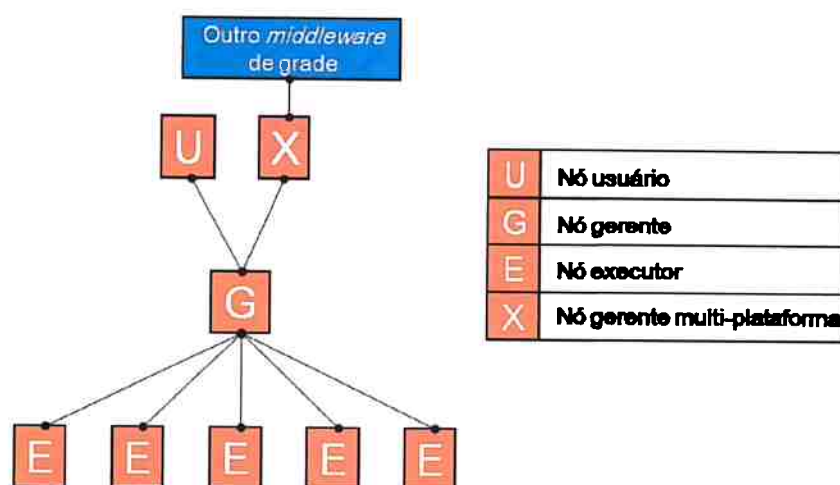 Outro middleware
de grade
U X
G
E E E E E
U Nó usuário
G Nó gerente
E Nó executor
X Nó gerente multi-plataforma